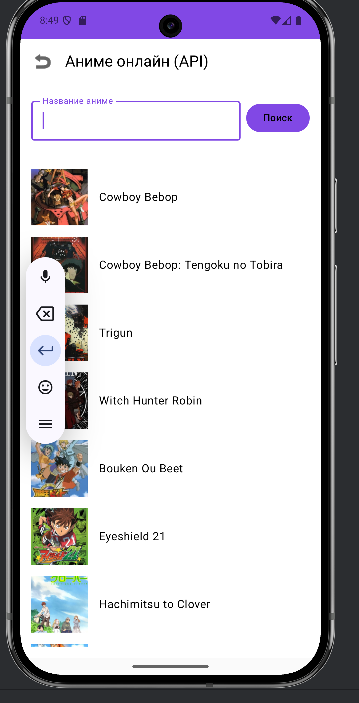 8:49
Аниме онлайн (API)
Название аниме
Поиск
Cowboy Bebop
Cowboy Bebop: Tengoku no Tobira
Trigun
Witch Hunter Robin
Bouken Ou Beet
Eyeshield 21
Hachimitsu to Clover